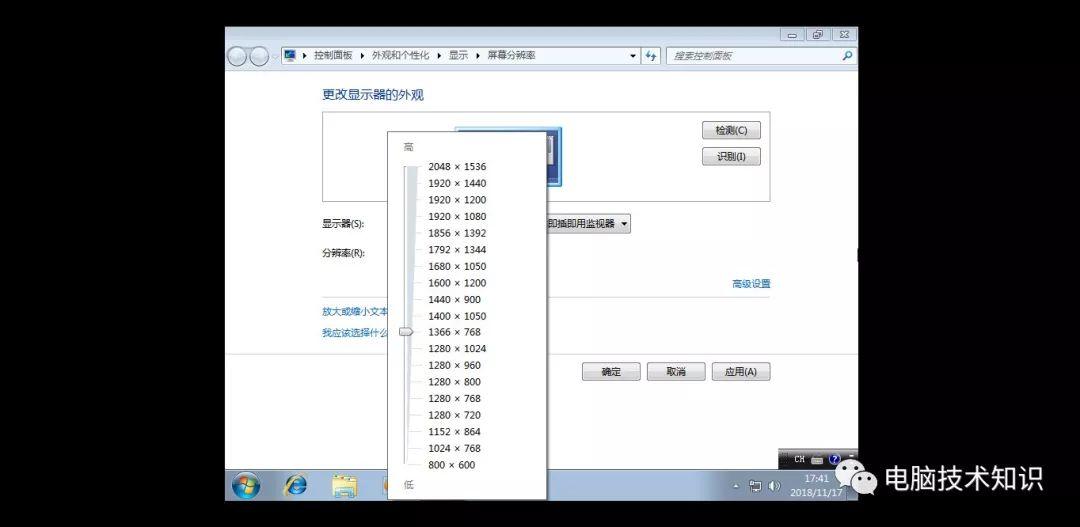 控制面板 外观和个性化 显示 屏幕分辨率
搜索控制面板
更改显示器的外观
检测(C)
识别(I)
显示器(S):
即插即用监视器
分辨率(R):
高级设置
放大或缩小文本
我应该选择什么
确定 取消 应用(A)
高
2048 × 1536
1920 × 1440
1920 × 1200
1920 × 1080
1856 × 1392
1792 × 1344
1680 × 1050
1600 × 1200
1440 × 900
1400 × 1050
1366 × 768
1280 × 1024
1280 × 960
1280 × 800
1280 × 768
1280 × 720
1152 × 864
1024 × 768
800 × 600
低
CH
17:41
2018/11/17
电脑技术知识